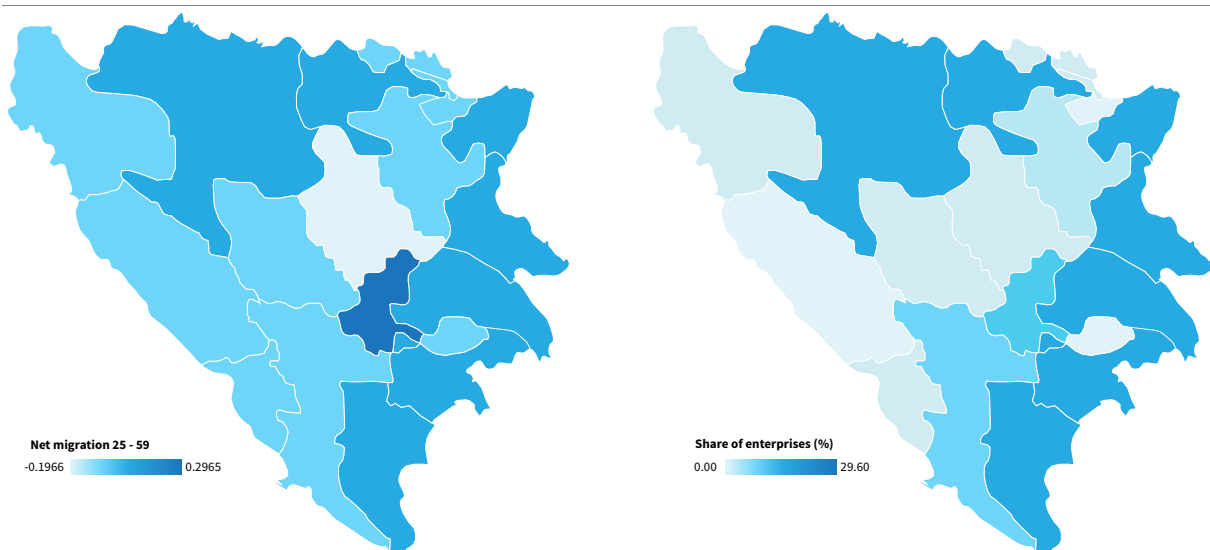 Net migration 25 - 59
-0.1966 0.2965
Share of enterprises (%)
0.00 29.60